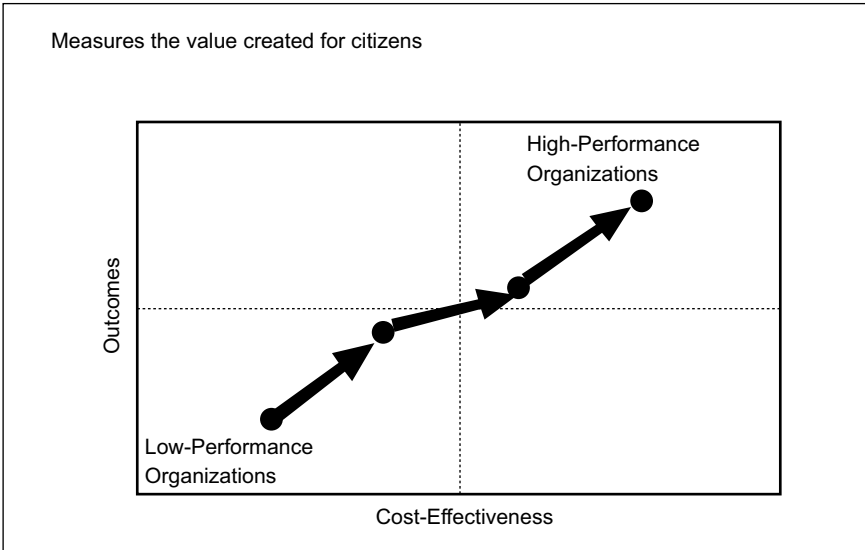 Measures the value created for citizens
High-Performance
Organizations
Outcomes
Low-Performance
Organizations
Cost-Effectiveness